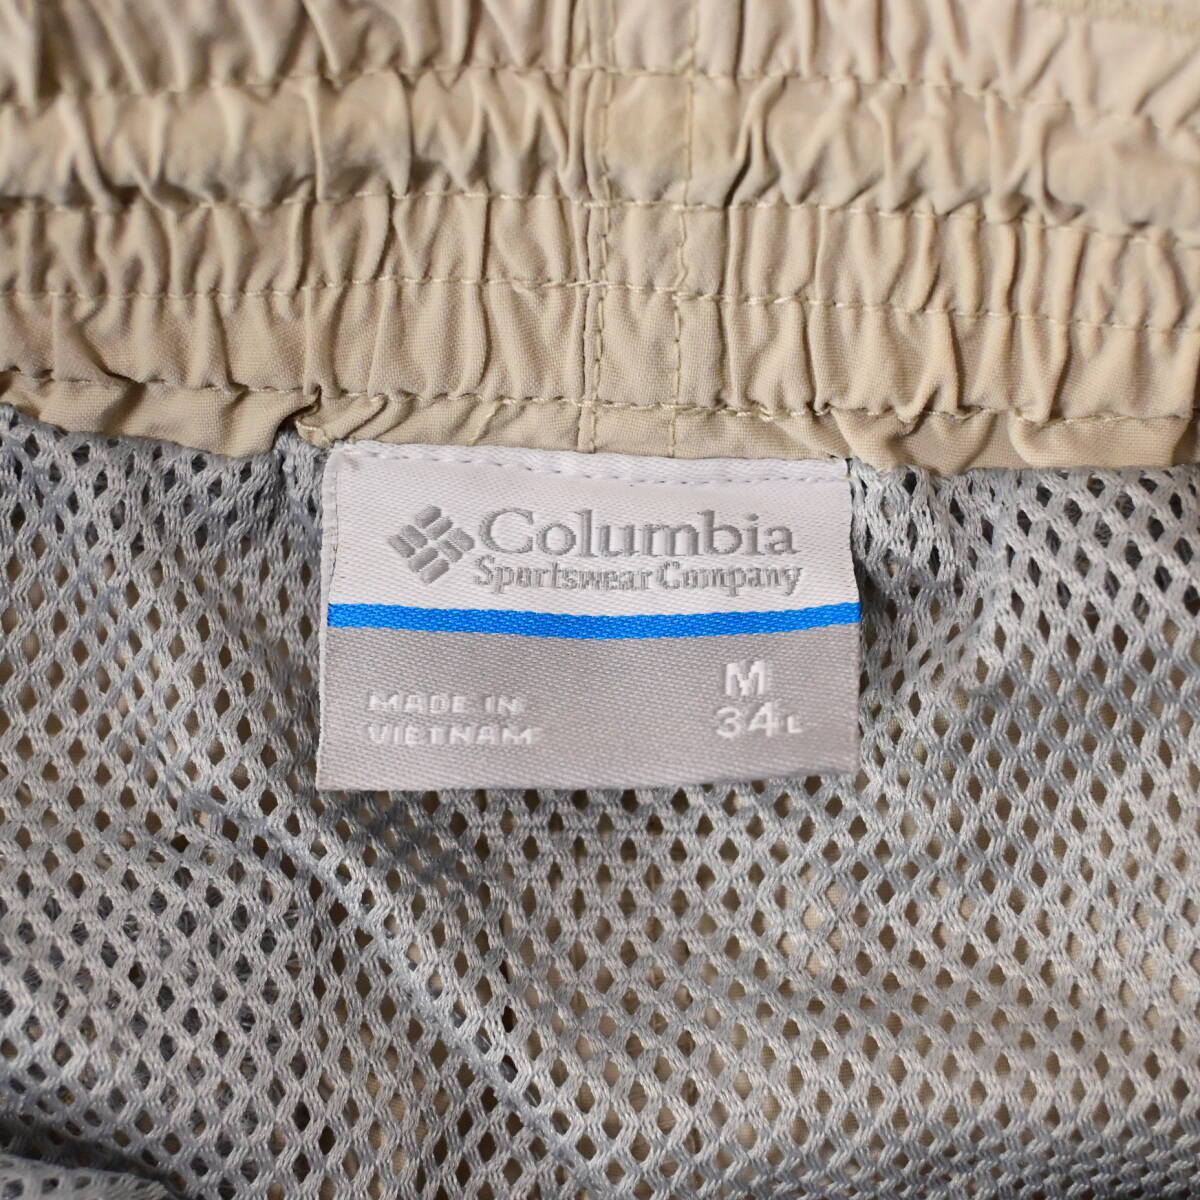 Columbia
Sportswear Company
MADE IN
VIETNAM
M
34L